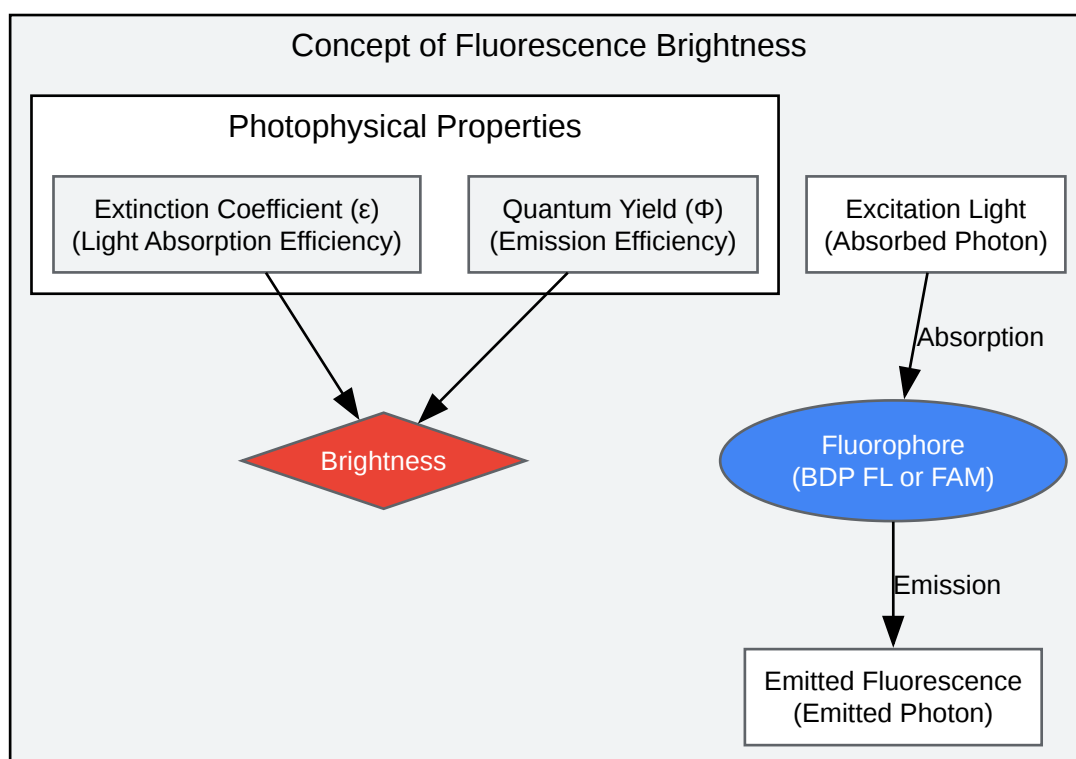 Concept of Fluorescence Brightness
Photophysical Properties
Extinction Coefficient (ε)
(Light Absorption Efficiency)
Quantum Yield (Φ)
(Emission Efficiency)
Excitation Light
(Absorbed Photon)
Absorption
Brightness
Fluorophore
(BDP FL or FAM)
Emission
Emitted Fluorescence
(Emitted Photon)